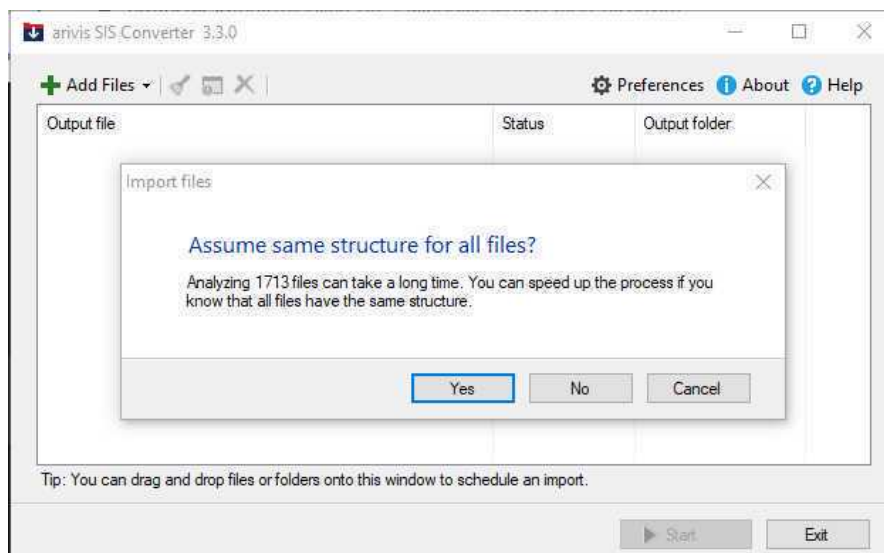 arivis SIS Converter 3.3.0
Add Files Preferences About Help
Output file Status Output folder
Import files
Assume same structure for all files?
Analyzing 1713 files can take a long time. You can speed up the process if you
know that all files have the same structure.
Yes No Cancel
Tip: You can drag and drop files or folders onto this window to schedule an import.
Start Exit